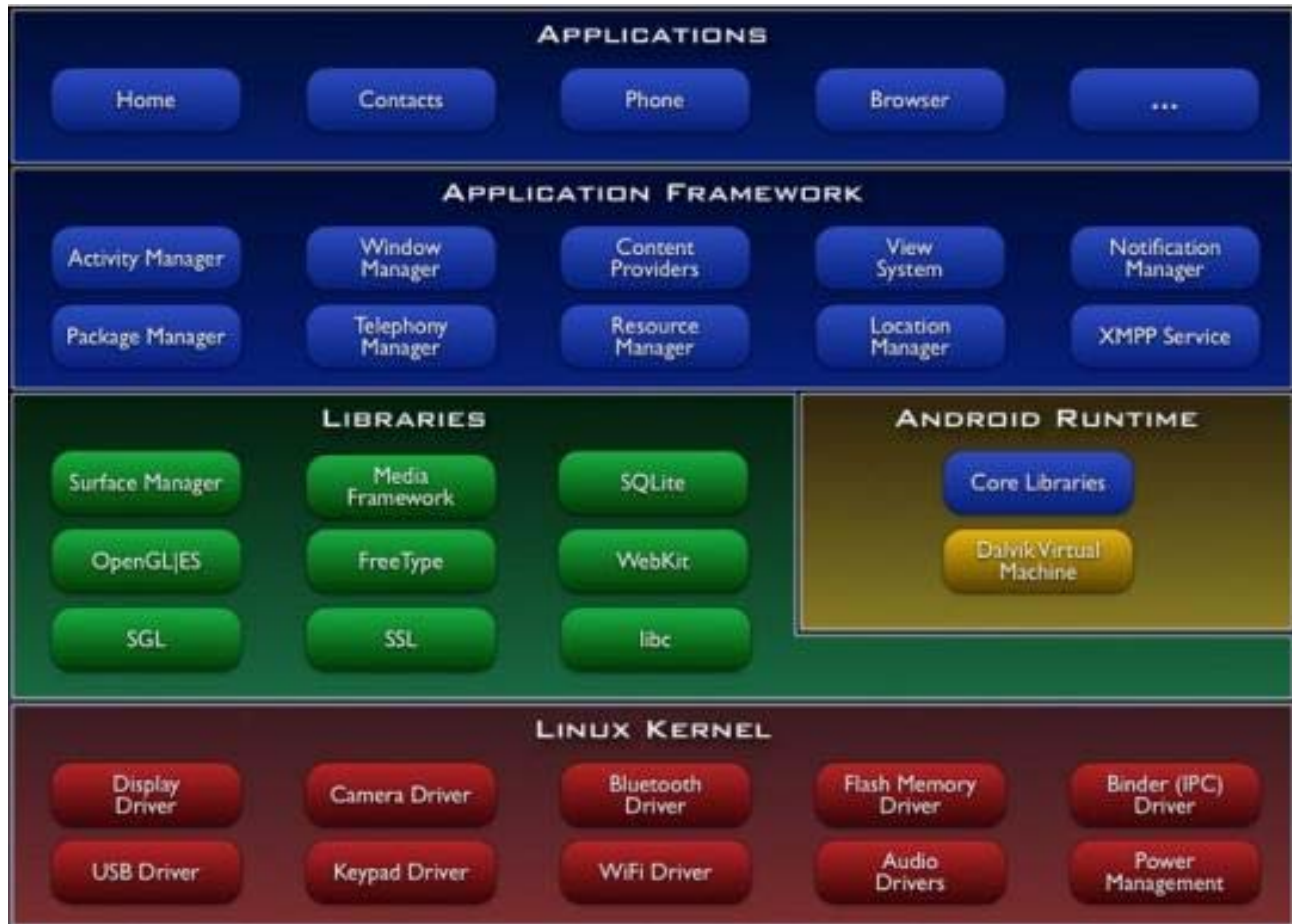 APPLICATIONS
Home
Contacts
Phone
Browser
...
APPLICATION FRAMEWORK
Activity Manager
Window
Manager
Content
Providers
View
System
Notification
Manager
Package Manager
Telephony
Manager
Resource
Manager
Location
Manager
XMPP Service
LIBRARIES
Surface Manager
Media
Framework
SQLite
OpenGL|ES
FreeType
WebKit
SGL
SSL
libc
ANDROID RUNTIME
Core Libraries
Dalvik Virtual
Machine
LINUX KERNEL
Display
Driver
Camera Driver
Bluetooth
Driver
Flash Memory
Driver
Binder (IPC)
Driver
USB Driver
Keypad Driver
WiFi Driver
Audio
Drivers
Power
Management